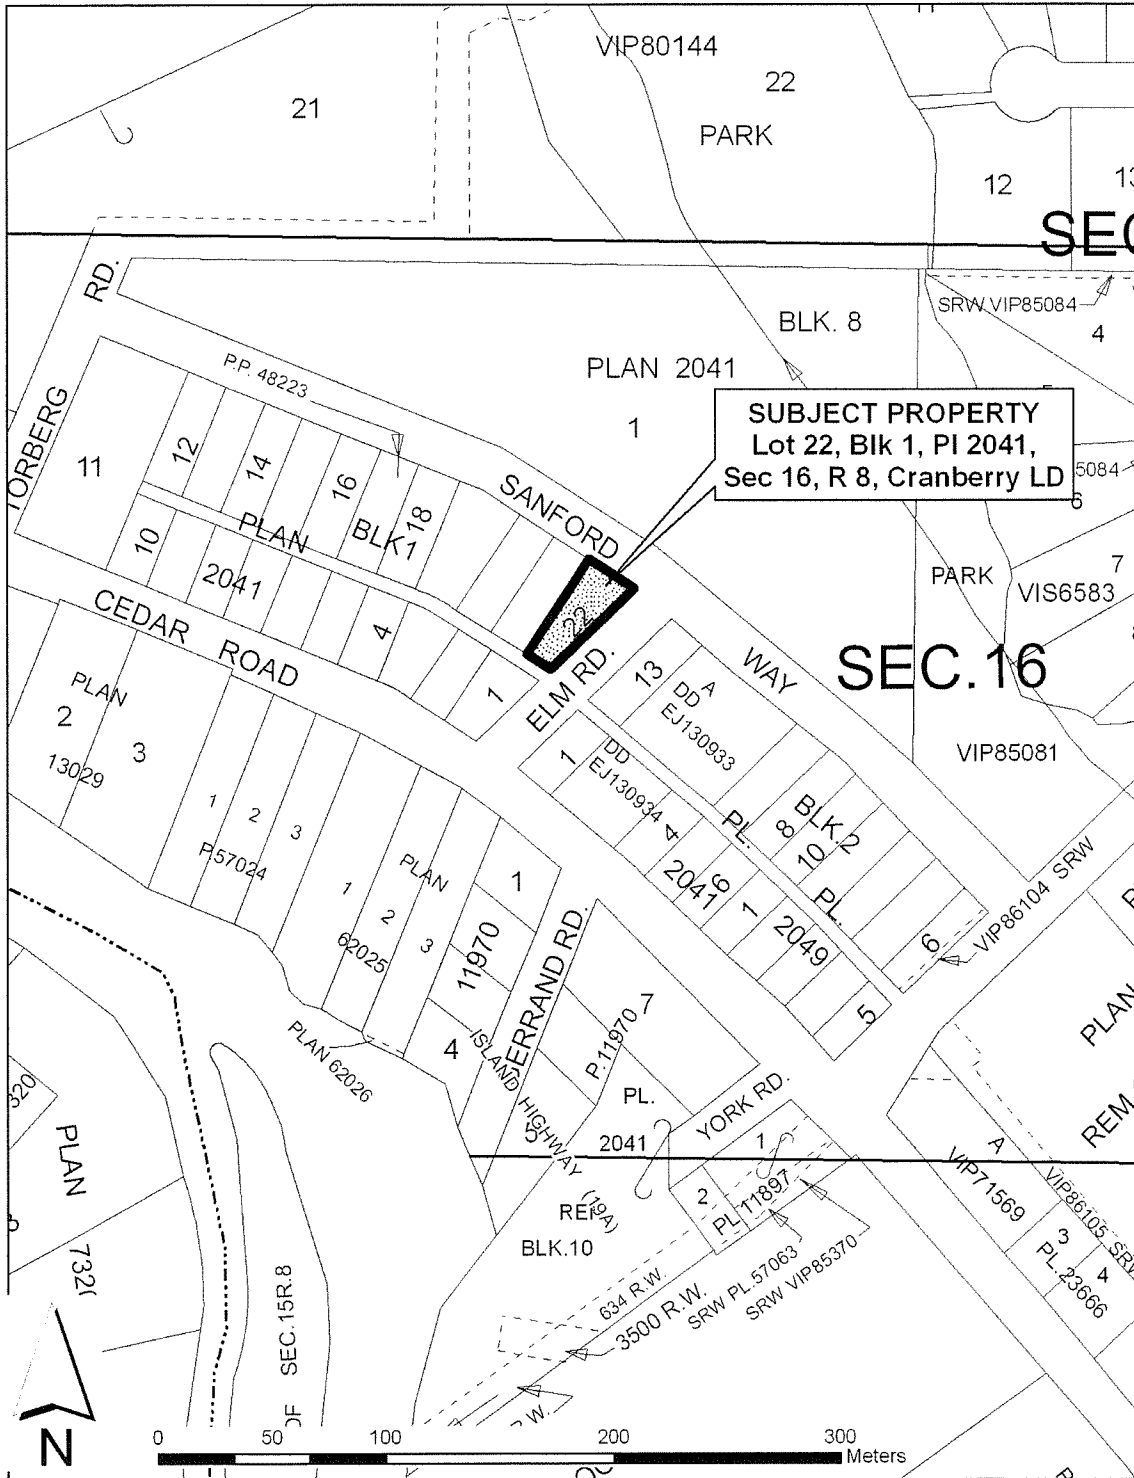 VIP80144
22
21
PARK
12
SEC
RD.
SRW VIP85084
BLK. 8
4
P.P. 48223
PLAN 2041
1
SUBJECT PROPERTY
Lot 22, Blk 1, Pl 2041,
Sec 16, R 8, Cranberry LD
5084
6
TORBERG
11
12
14
16
18
SANFORD
PLAN
BLK1
10
2041
PARK
7
VIS6583
22
CEDAR ROAD
4
WAY
SEC.16
ELM RD.
13
A
DD
EJ130933
PLAN
2
3
13029
1
1
DD
EJ130934
VIP85081
1
2
3
P.57024
4
PL.
8
BLK.2
10
PLAN
1
2041
6
1
PL.
2049
VIP86104 SRW
1
2
3
62025
11970
6
5
7
P.11970
4
ISLAND HIGHWAY (19A)
ERRAND RD.
PLAN 62026
PLAN
REM
PL.
2041
YORK RD.
5
1
2
PL 11897
A
VIP71569
VIP86105 SRW
3
4
PL.23666
BLK.10
634 R.W.
3500 R.W.
SRW PL.57063
SRW VIP85370
320
PLAN
SEC.15R.8
N
0 50 100 200 300 Meters